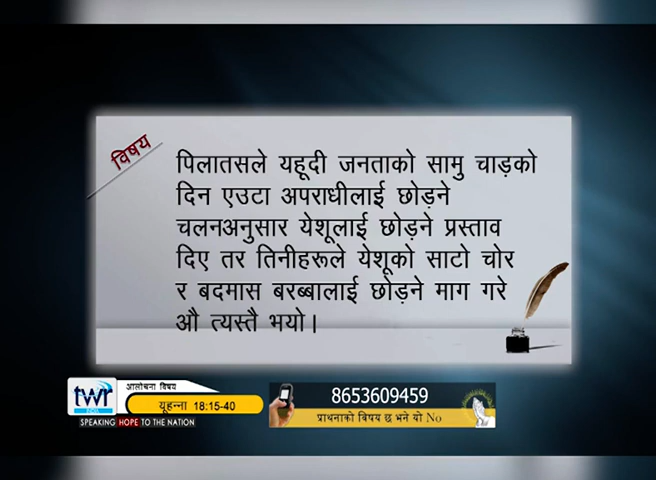 विषय
पिलातसले यहूदी जनताको सामु चाड़को
दिन एउटा अपराधीलाई छोड़ने
चलनअनुसार येशूलाई छोड़ने प्रस्ताव
दिए तर तिनीहरूले येशूको साटो चोर
र बदमास बरब्बालाई छोड़ने माग गरे
औ त्यस्तै भयो।
twr
आलोचना विषय
यूहन्ना 18:15-40
SPEAKING HOPE TO THE NATION
8653609459
प्राथनाको विषय छ भने यो No